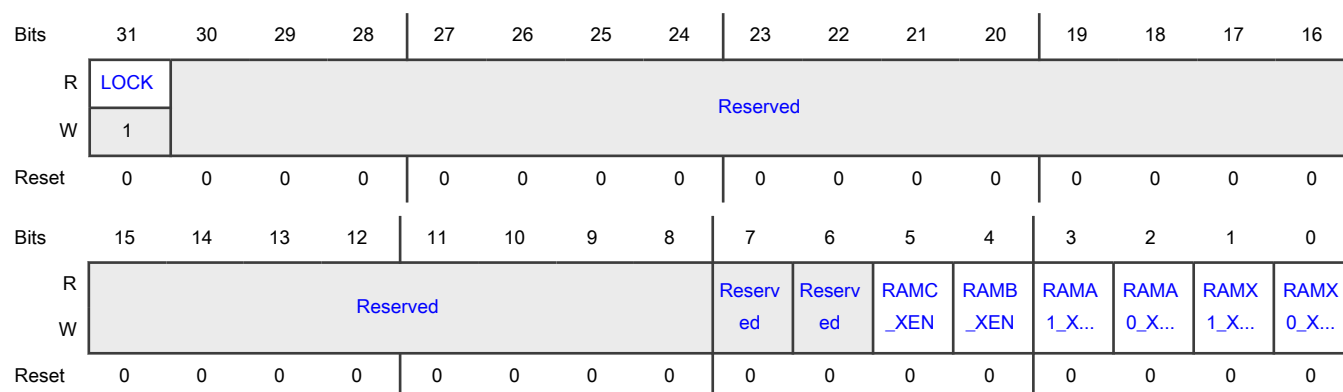 Bits 31 30 29 28 27 26 25 24 23 22 21 20 19 18 17 16
R LOCK
Reserved
W 1
Reset 0 0 0 0 0 0 0 0 0 0 0 0 0 0 0 0
Bits 15 14 13 12 11 10 9 8 7 6 5 4 3 2 1 0
R Reserved Reserv Reserv RAMC RAMB RAMA RAMA RAMX RAMX
W ed ed _XEN _XEN 1_X... 0_X... 1_X... 0_X...
Reset 0 0 0 0 0 0 0 0 0 0 0 0 0 0 0 0